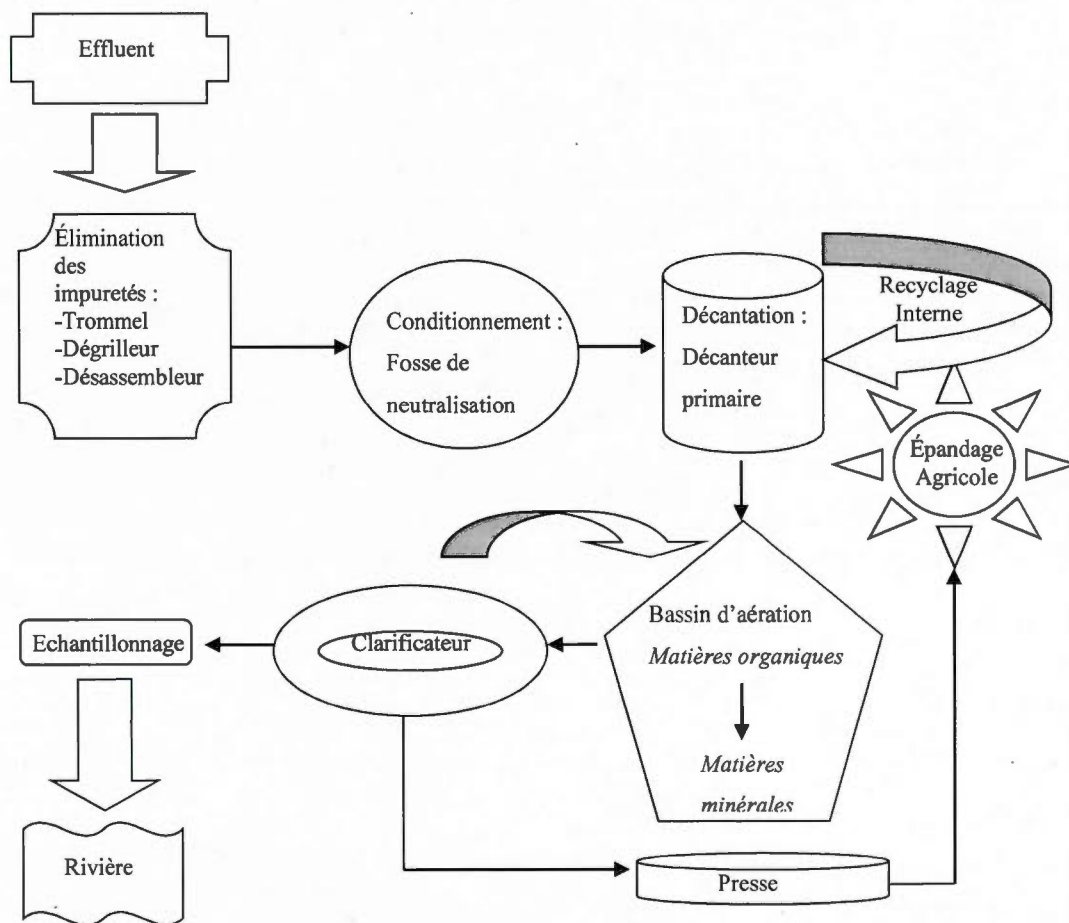 Effluent
Élimination
des
impuretés :
-Trommel
-Dégrilleur
-Désassembleur
Conditionnement :
Fosse de
neutralisation
Décantation :
Décanteur
primaire
Recyclage
Interne
Épandage
Agricole
Bassin d'aération
Matières organiques
Matières
minérales
Clarificateur
Echantillonnage
Rivière
Presse